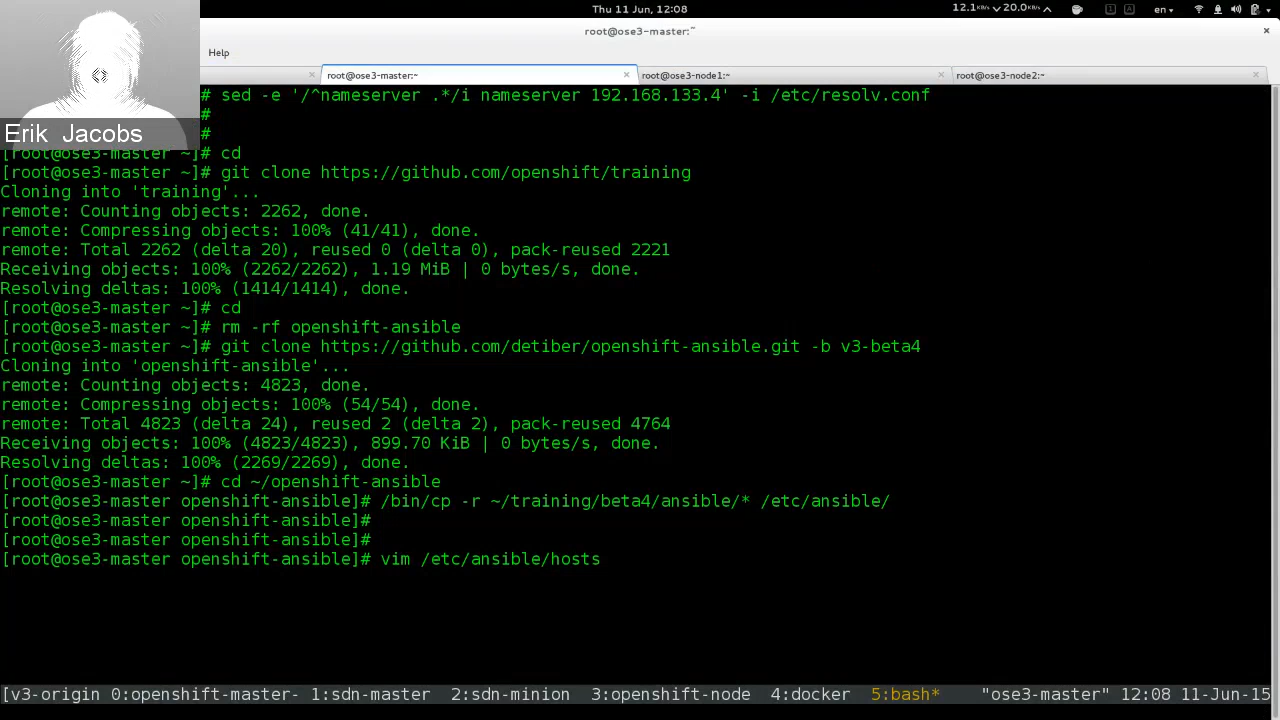 Thu 11 Jun, 12:08
12.1 KB/s 20.0 KB/s
en
root@ose3-master:~
Help
root@ose3-master:~
root@ose3-node1:~
root@ose3-node2:~
# sed -e '/^nameserver .*/i nameserver 192.168.133.4' -i /etc/resolv.conf
#
#
Erik Jacobs
[root@ose3-master ~]# cd
[root@ose3-master ~]# git clone https://github.com/openshift/training
Cloning into 'training'...
remote: Counting objects: 2262, done.
remote: Compressing objects: 100% (41/41), done.
remote: Total 2262 (delta 20), reused 0 (delta 0), pack-reused 2221
Receiving objects: 100% (2262/2262), 1.19 MiB | 0 bytes/s, done.
Resolving deltas: 100% (1414/1414), done.
[root@ose3-master ~]# cd
[root@ose3-master ~]# rm -rf openshift-ansible
[root@ose3-master ~]# git clone https://github.com/detiber/openshift-ansible.git -b v3-beta4
Cloning into 'openshift-ansible'...
remote: Counting objects: 4823, done.
remote: Compressing objects: 100% (54/54), done.
remote: Total 4823 (delta 24), reused 2 (delta 2), pack-reused 4764
Receiving objects: 100% (4823/4823), 899.70 KiB | 0 bytes/s, done.
Resolving deltas: 100% (2269/2269), done.
[root@ose3-master ~]# cd ~/openshift-ansible
[root@ose3-master openshift-ansible]# /bin/cp -r ~/training/beta4/ansible/* /etc/ansible/
[root@ose3-master openshift-ansible]#
[root@ose3-master openshift-ansible]#
[root@ose3-master openshift-ansible]# vim /etc/ansible/hosts
[v3-origin 0:openshift-master- 1:sdn-master 2:sdn-minion 3:openshift-node 4:docker 5:bash* "ose3-master" 12:08 11-Jun-15